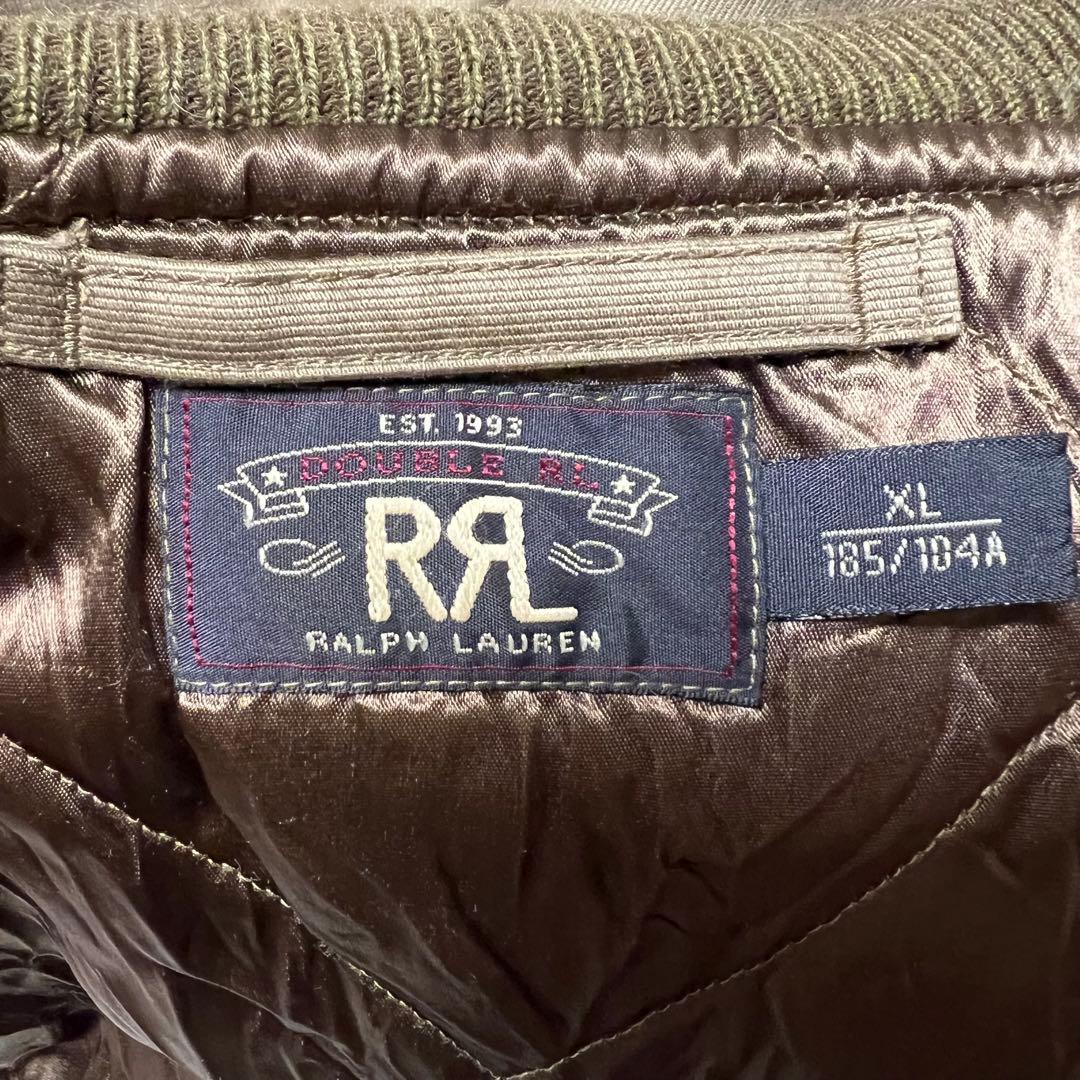 EST. 1993
DOUBLE RL
RRL
RALPH LAUREN
XL
185/104A